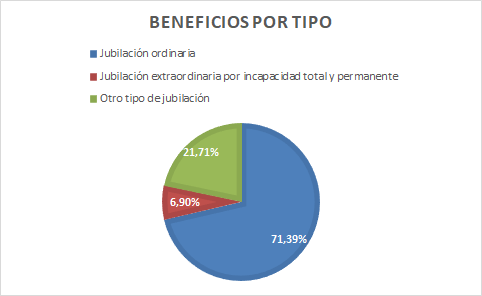 BENEFICIOS POR TIPO
Jubilación ordinaria
Jubilación extraordinaria por incapacidad total y permanente
Otro tipo de jubilación
21,71%
6,90%
71,39%